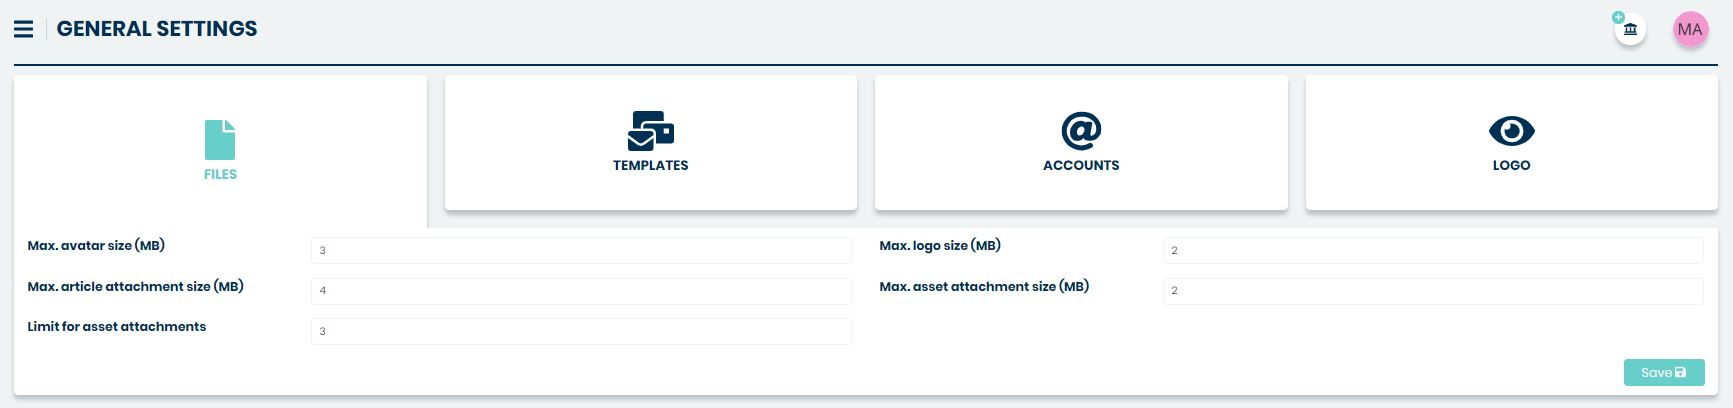 GENERAL SETTINGS
MA
FILES
TEMPLATES
ACCOUNTS
LOGO
Max. avatar size (MB) 3 Max. logo size (MB) 2
Max. article attachment size (MB) 4 Max. asset attachment size (MB) 2
Limit for asset attachments 3
Save